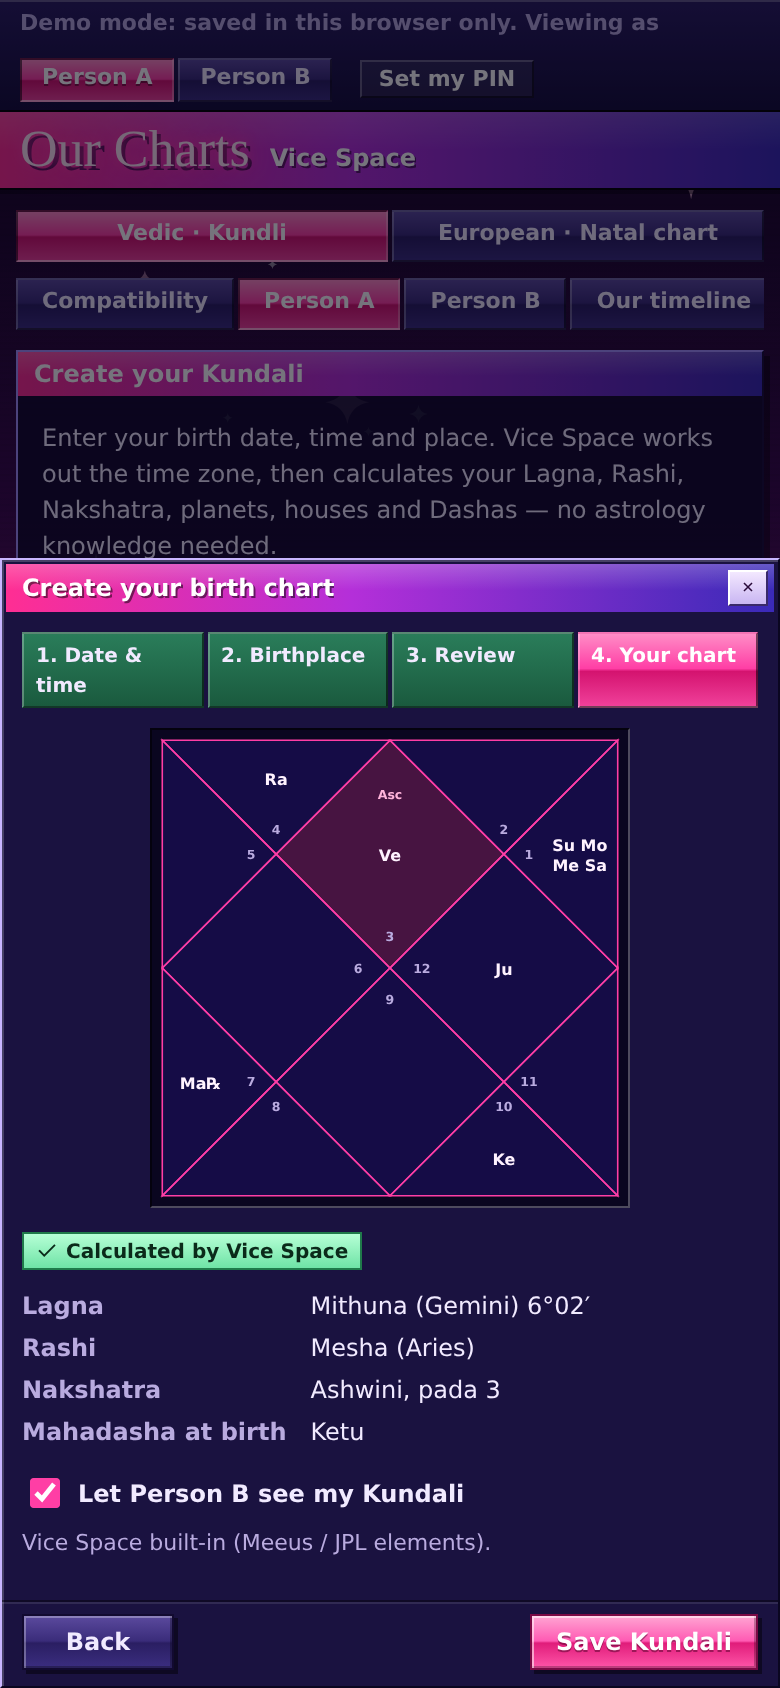 Demo mode: saved in this browser only. Viewing as
Person A Person B Set my PIN
Our Charts Vice Space
Vedic · Kundli European · Natal chart
Compatibility Person A Person B Our timeline
Create your Kundali
Enter your birth date, time and place. Vice Space works
out the time zone, then calculates your Lagna, Rashi,
Nakshatra, planets, houses and Dashas — no astrology
knowledge needed.
Create your birth chart ×
1. Date &
time
2. Birthplace
3. Review
4. Your chart
Ra
Asc
4
2
5
Ve
1
Su Mo
Me Sa
3
6
12
Ju
9
Ma℞
7
11
8
10
Ke
✓ Calculated by Vice Space
Lagna Mithuna (Gemini) 6°02′
Rashi Mesha (Aries)
Nakshatra Ashwini, pada 3
Mahadasha at birth Ketu
Let Person B see my Kundali
Vice Space built-in (Meeus / JPL elements).
Back Save Kundali